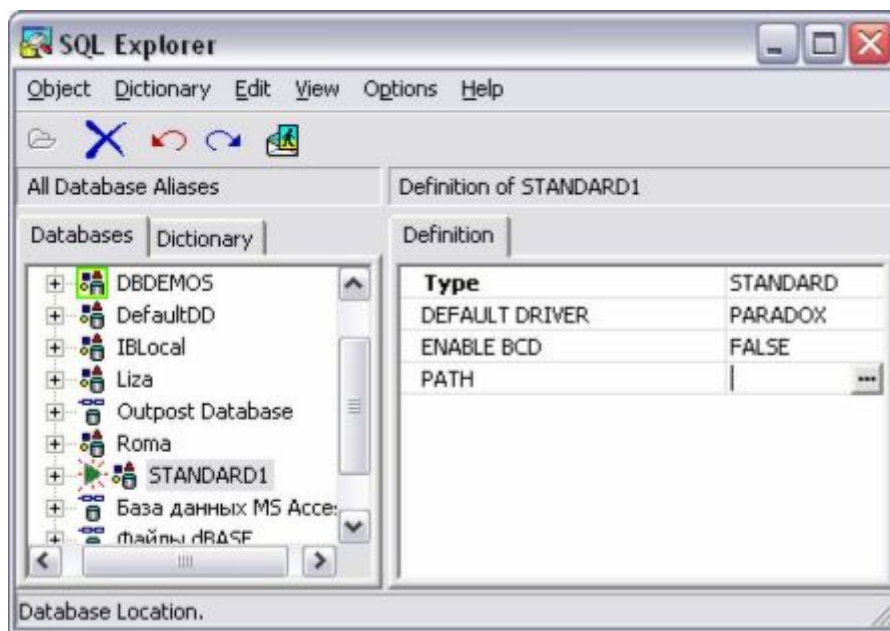 SQL Explorer
Object Dictionary Edit View Options Help
All Database Aliases
Definition of STANDARD1
Databases Dictionary
Definition
DBDEMOS
DefaultDD
IBLocal
Liza
Outpost Database
Roma
STANDARD1
База данных MS Acce
Файлы dBASE
Type STANDARD
DEFAULT DRIVER PARADOX
ENABLE BCD FALSE
PATH
Database Location.